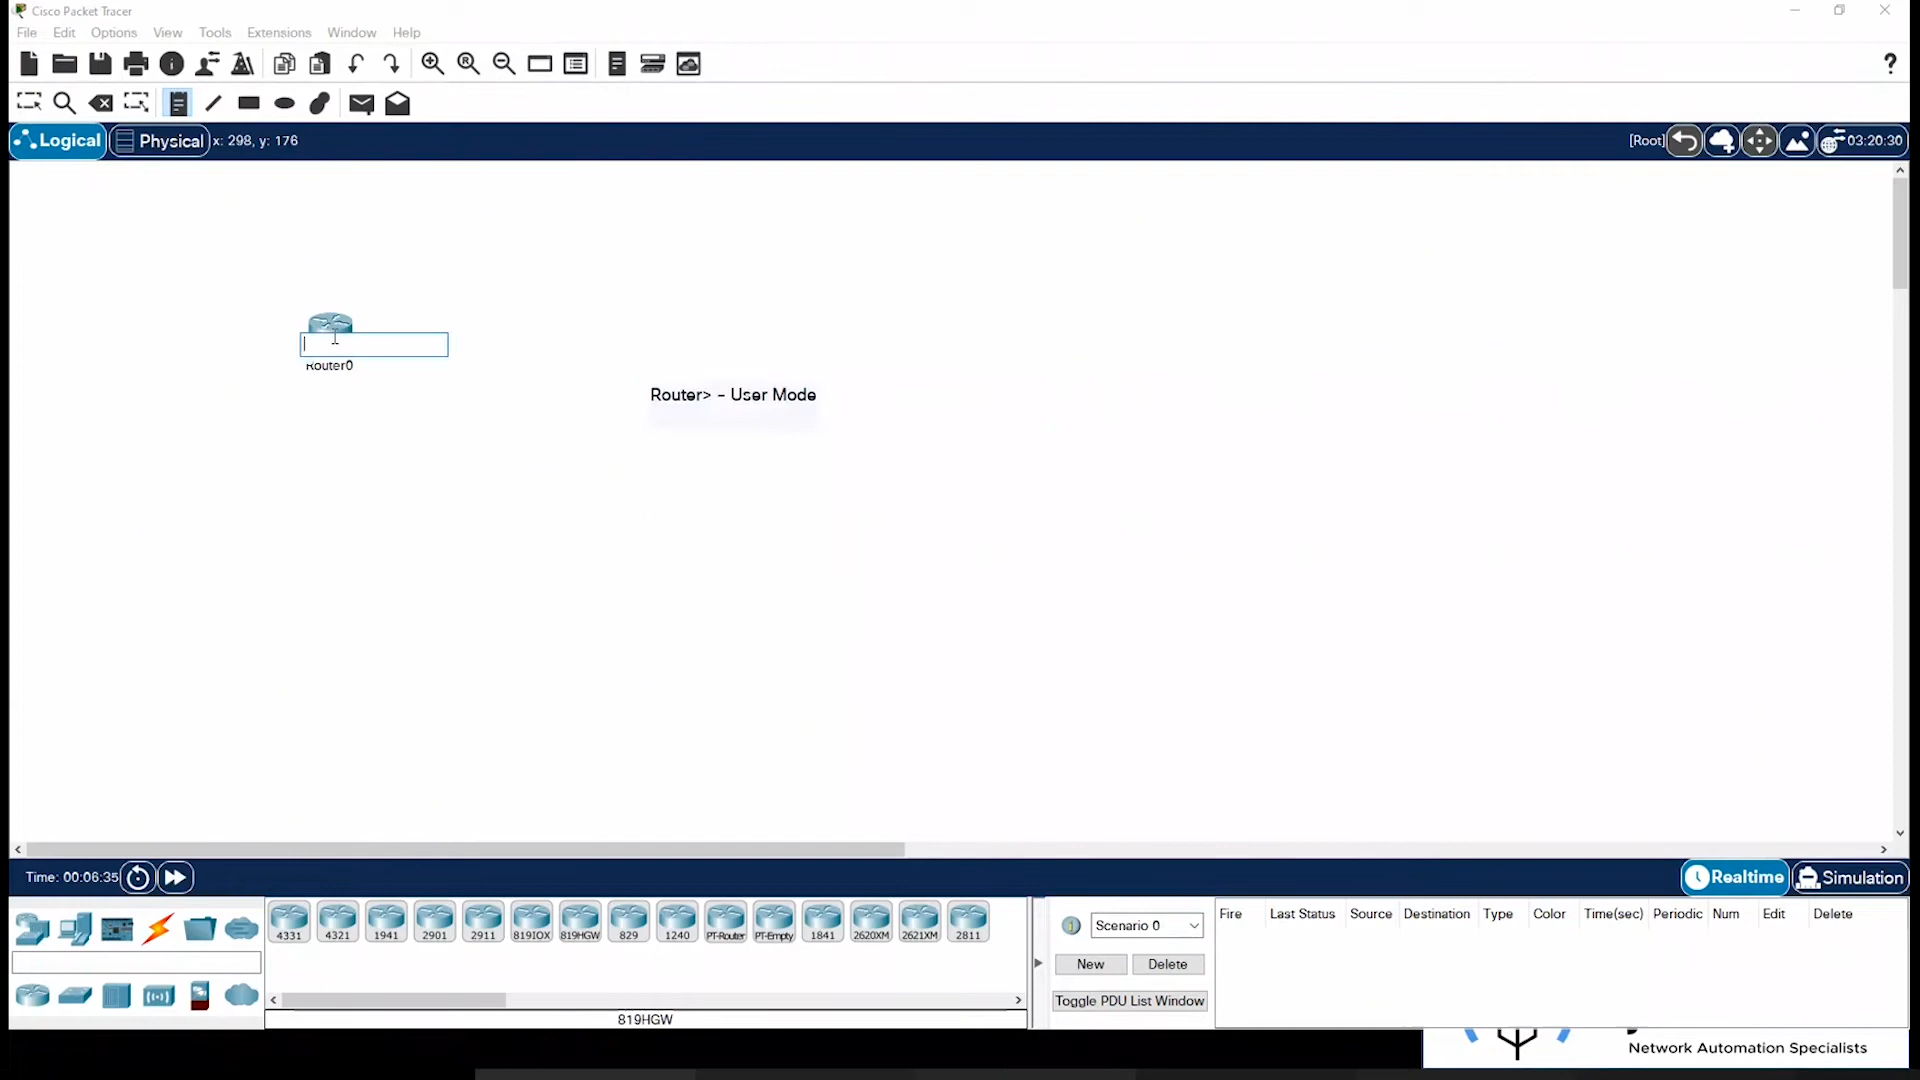 Cisco Packet Tracer
File Edit Options View Tools Extensions Window Help
?
Logical Physical x: 298, y: 176 [Root] 03:20:30
Router0
Router> - User Mode
Time: 00:06:35 Realtime Simulation
4331 4321 1941 2901 2911 819IOX 819HGW 829 1240 PT-Router PT-Empty 1841 2620XM 2621XM 2811
819HGW
Scenario 0
New Delete
Toggle PDU List Window
Fire Last Status Source Destination Type Color Time(sec) Periodic Num Edit Delete
Network Automation Specialists